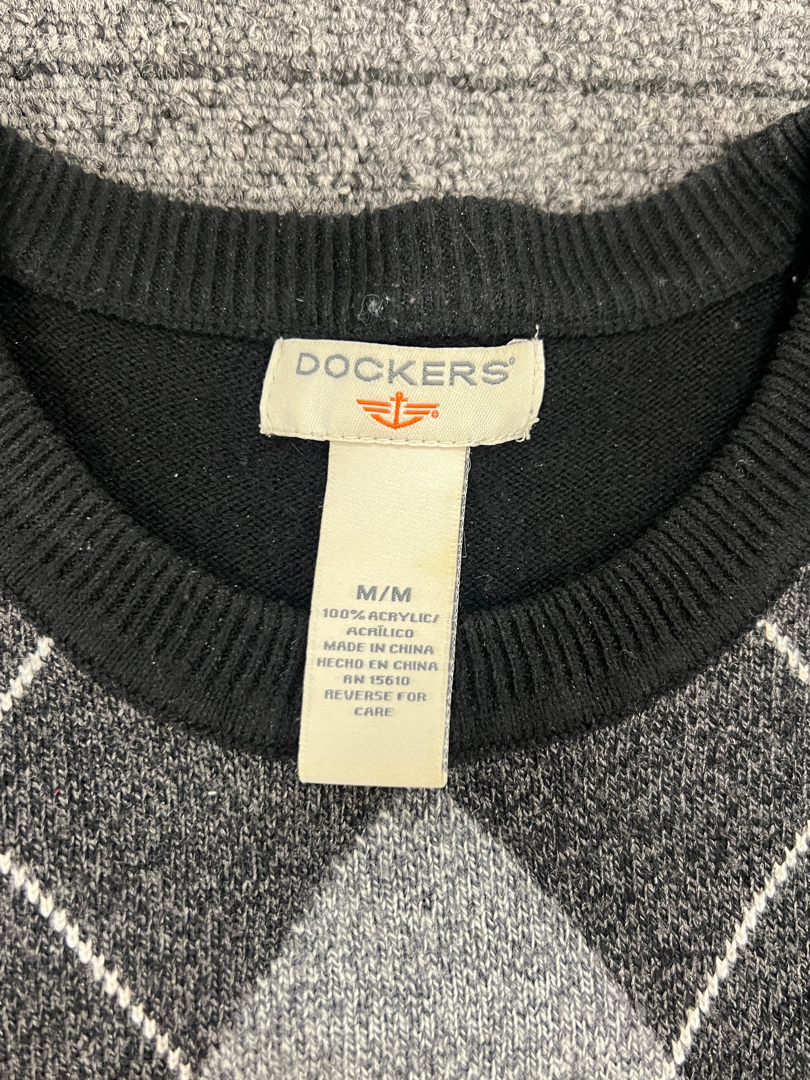 DOCKERS®
®
M/M
100% ACRYLIC/
ACRÍLICO
MADE IN CHINA
HECHO EN CHINA
RN 15610
REVERSE FOR
CARE